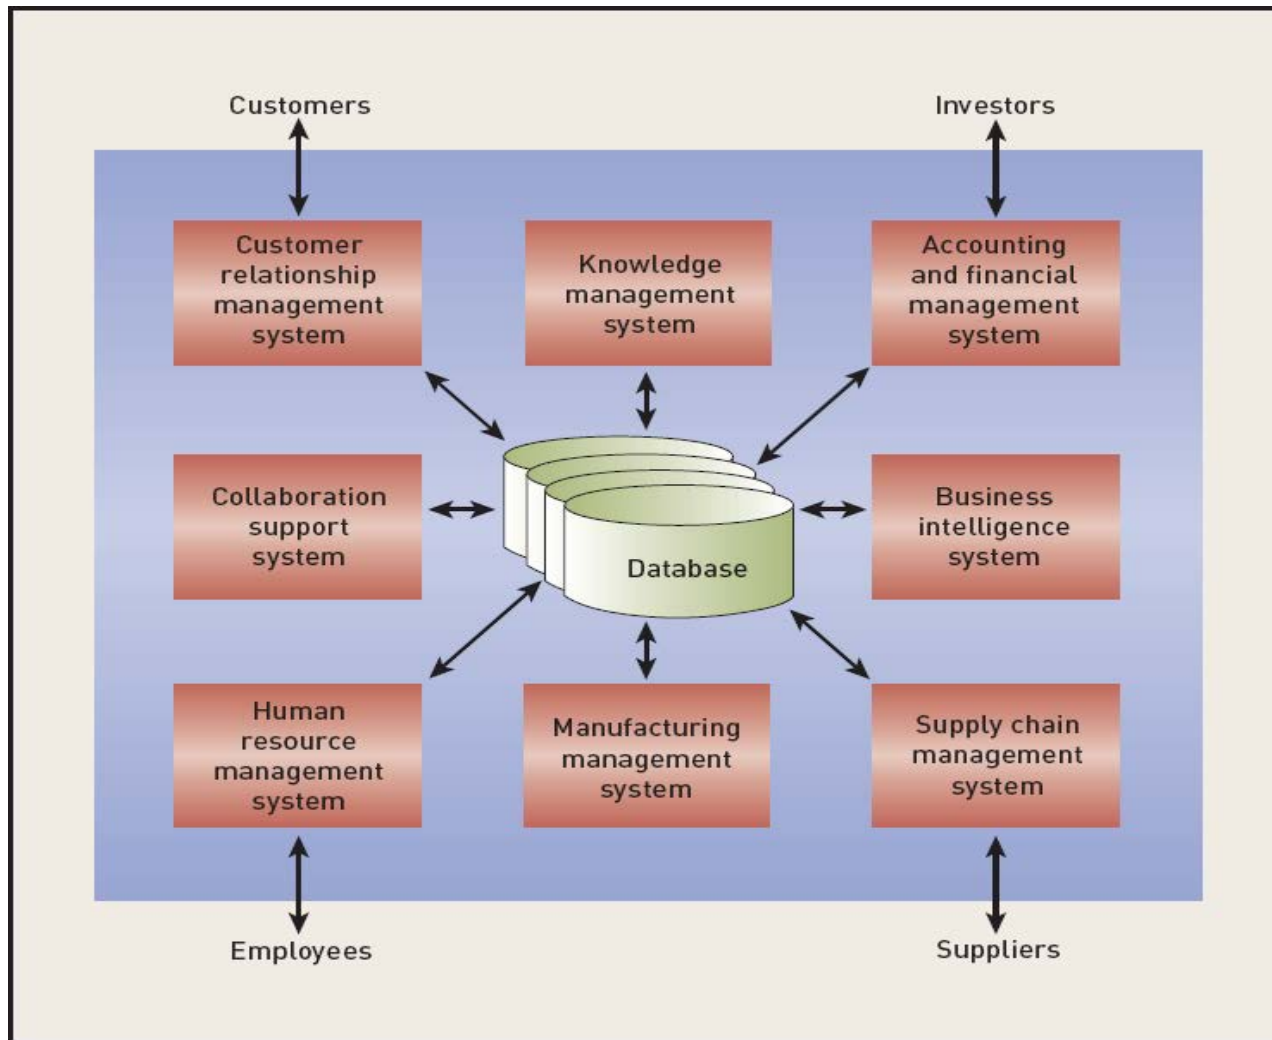 Customers
Investors
Customer
relationship
management
system
Knowledge
management
system
Accounting
and financial
management
system
Collaboration
support
system
Database
Business
intelligence
system
Human
resource
management
system
Manufacturing
management
system
Supply chain
management
system
Employees
Suppliers